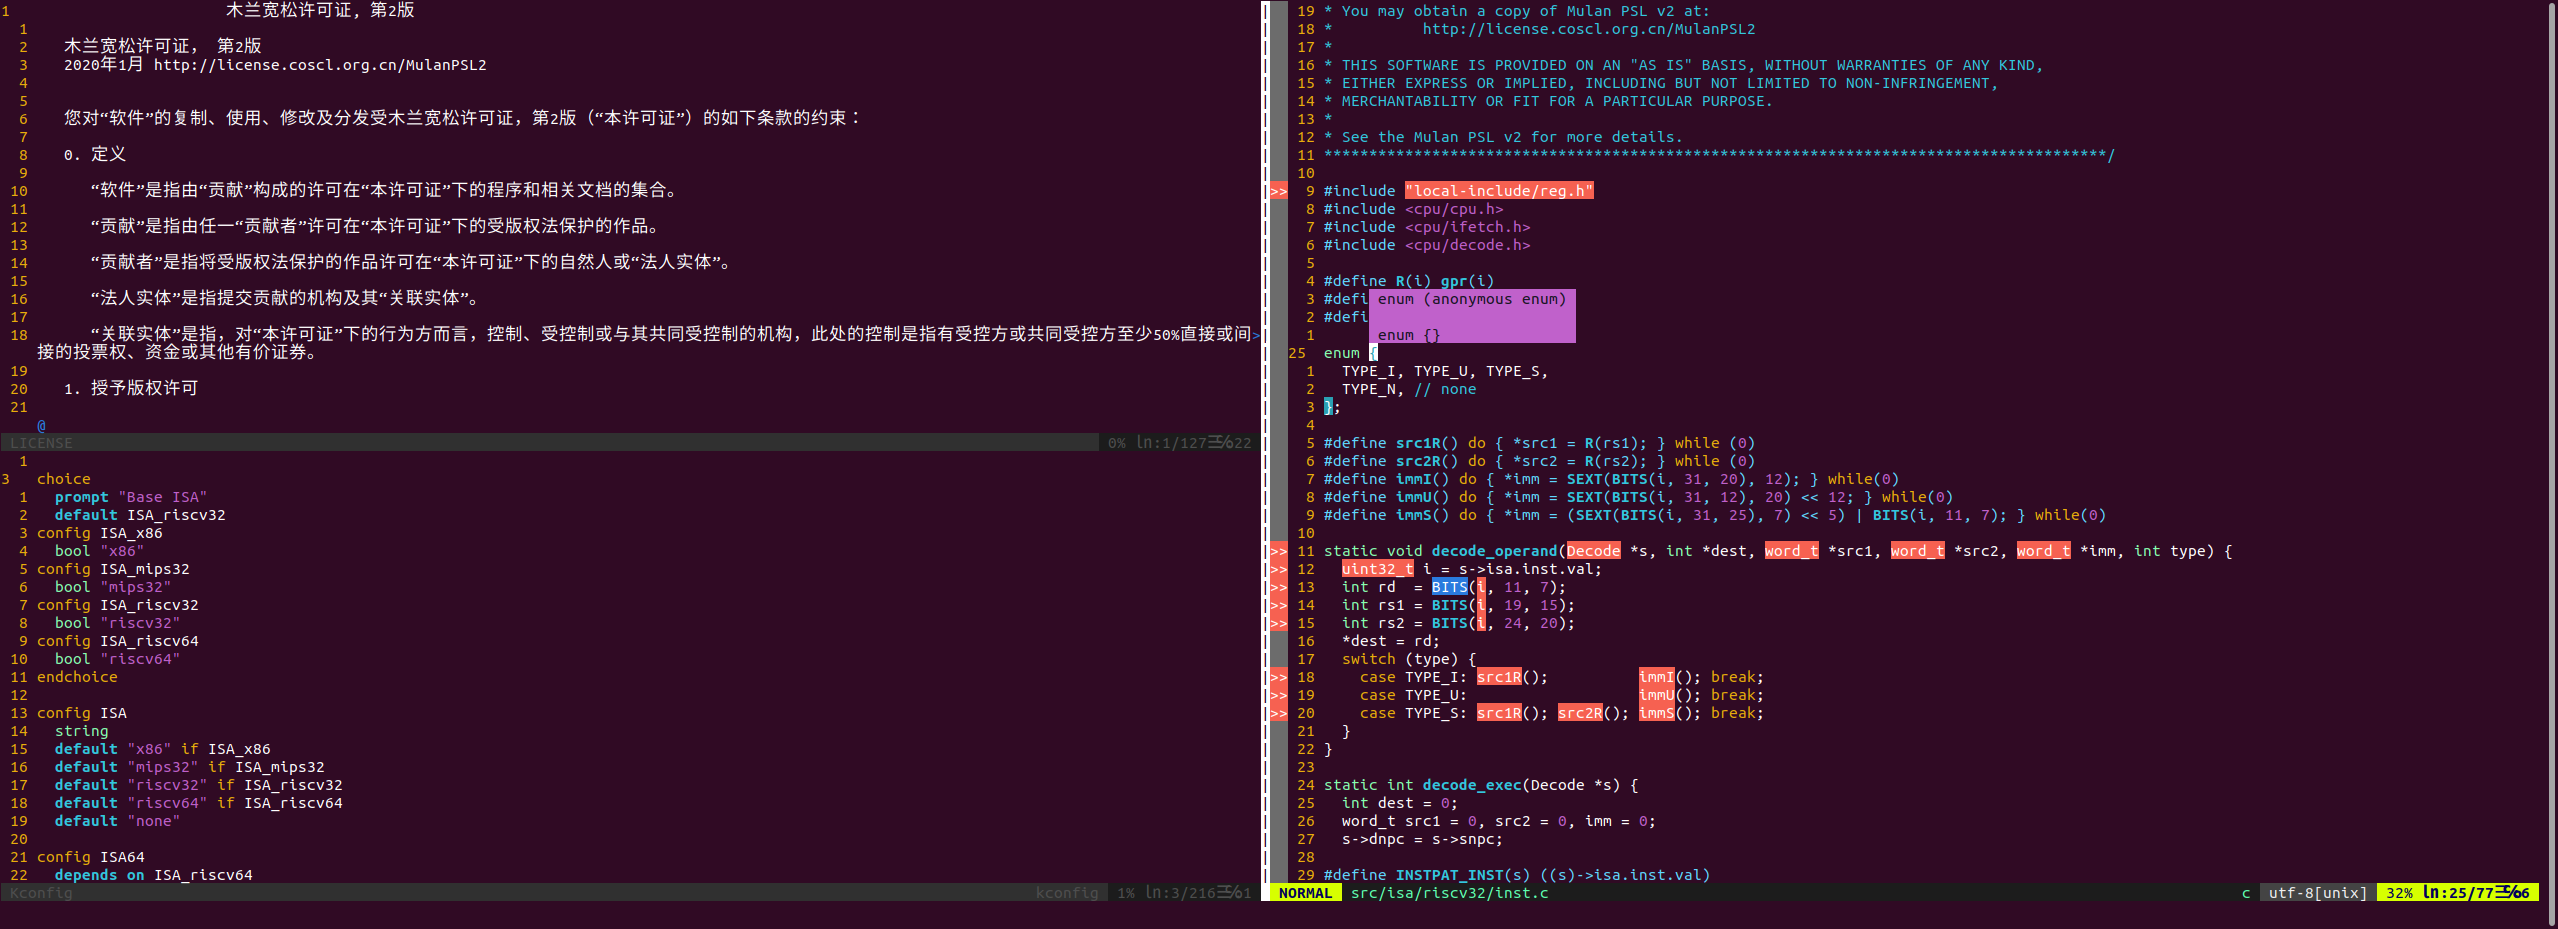 1                        木兰宽松许可证, 第2版
  1
  2    木兰宽松许可证， 第2版
  3    2020年1月 http://license.coscl.org.cn/MulanPSL2
  4
  5
  6    您对“软件”的复制、使用、修改及分发受木兰宽松许可证，第2版（“本许可证”）的如下条款的约束：
  7
  8    0. 定义
  9
 10       “软件”是指由“贡献”构成的许可在“本许可证”下的程序和相关文档的集合。
 11
 12       “贡献”是指由任一“贡献者”许可在“本许可证”下的受版权法保护的作品。
 13
 14       “贡献者”是指将受版权法保护的作品许可在“本许可证”下的自然人或“法人实体”。
 15
 16       “法人实体”是指提交贡献的机构及其“关联实体”。
 17
 18       “关联实体”是指，对“本许可证”下的行为方而言，控制、受控制或与其共同受控制的机构，此处的控制是指有受控方或共同受控方至少50%直接或间>
    接的投票权、资金或其他有价证券。
 19
 20    1. 授予版权许可
 21
    @
 LICENSE 0% ln:1/127☰℅22
  1
3   choice
  1   prompt "Base ISA"
  2   default ISA_riscv32
  3 config ISA_x86
  4   bool "x86"
  5 config ISA_mips32
  6   bool "mips32"
  7 config ISA_riscv32
  8   bool "riscv32"
  9 config ISA_riscv64
 10   bool "riscv64"
 11 endchoice
 12
 13 config ISA
 14   string
 15   default "x86" if ISA_x86
 16   default "mips32" if ISA_mips32
 17   default "riscv32" if ISA_riscv32
 18   default "riscv64" if ISA_riscv64
 19   default "none"
 20
 21 config ISA64
 22   depends on ISA_riscv64
 Kconfig kconfig 1% ln:3/216☰℅1
 19 * You may obtain a copy of Mulan PSL v2 at:
 18 *          http://license.coscl.org.cn/MulanPSL2
 17 *
 16 * THIS SOFTWARE IS PROVIDED ON AN "AS IS" BASIS, WITHOUT WARRANTIES OF ANY KIND,
 15 * EITHER EXPRESS OR IMPLIED, INCLUDING BUT NOT LIMITED TO NON-INFRINGEMENT,
 14 * MERCHANTABILITY OR FIT FOR A PARTICULAR PURPOSE.
 13 *
 12 * See the Mulan PSL v2 for more details.
 11 ***************************************************************************************/
 10
>>  9 #include "local-include/reg.h"
  8 #include <cpu/cpu.h>
  7 #include <cpu/ifetch.h>
  6 #include <cpu/decode.h>
  5
  4 #define R(i) gpr(i)
  3 #defi enum (anonymous enum)
  2 #defi
  1       enum {}
25  enum {
  1   TYPE_I, TYPE_U, TYPE_S,
  2   TYPE_N, // none
  3 };
  4
  5 #define src1R() do { *src1 = R(rs1); } while (0)
  6 #define src2R() do { *src2 = R(rs2); } while (0)
  7 #define immI() do { *imm = SEXT(BITS(i, 31, 20), 12); } while(0)
  8 #define immU() do { *imm = SEXT(BITS(i, 31, 12), 20) << 12; } while(0)
  9 #define immS() do { *imm = (SEXT(BITS(i, 31, 25), 7) << 5) | BITS(i, 11, 7); } while(0)
 10
>> 11 static void decode_operand(Decode *s, int *dest, word_t *src1, word_t *src2, word_t *imm, int type) {
>> 12   uint32_t i = s->isa.inst.val;
>> 13   int rd  = BITS(i, 11, 7);
>> 14   int rs1 = BITS(i, 19, 15);
>> 15   int rs2 = BITS(i, 24, 20);
 16   *dest = rd;
 17   switch (type) {
>> 18     case TYPE_I: src1R();          immI(); break;
>> 19     case TYPE_U:                   immU(); break;
>> 20     case TYPE_S: src1R(); src2R(); immS(); break;
 21   }
 22 }
 23
 24 static int decode_exec(Decode *s) {
 25   int dest = 0;
 26   word_t src1 = 0, src2 = 0, imm = 0;
 27   s->dnpc = s->snpc;
 28
 29 #define INSTPAT_INST(s) ((s)->isa.inst.val)
 NORMAL  src/isa/riscv32/inst.c c utf-8[unix] 32% ln:25/77☰℅6